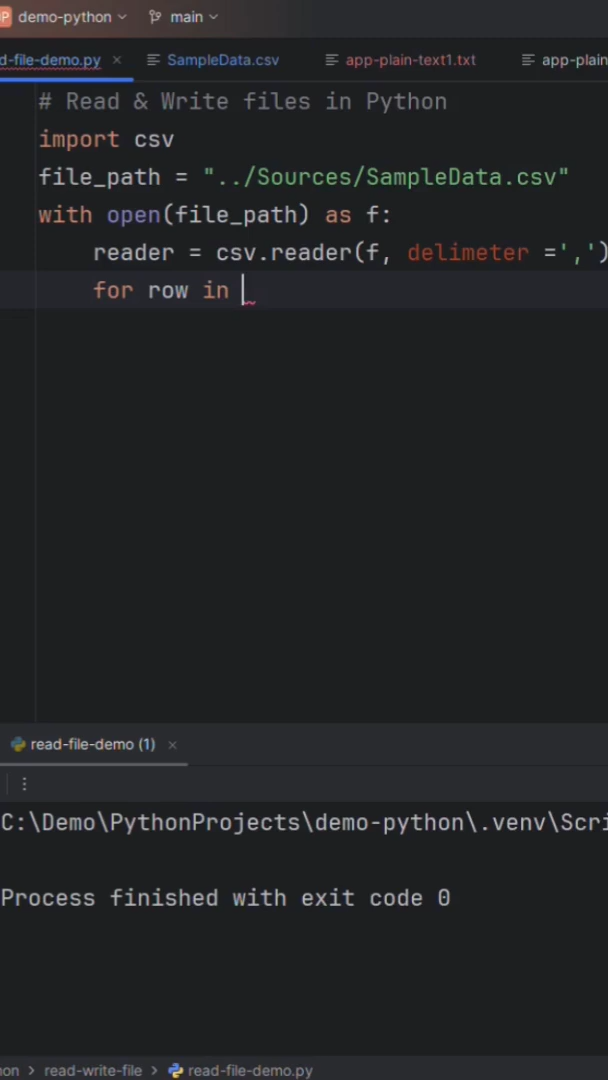 DP demo-python main
d-file-demo.py SampleData.csv app-plain-text1.txt app-plain
# Read & Write files in Python
import csv
file_path = "../Sources/SampleData.csv"
with open(file_path) as f:
reader = csv.reader(f, delimeter =',')
for row in
read-file-demo (1)
C:\Demo\PythonProjects\demo-python\.venv\Scri
Process finished with exit code 0
hon > read-write-file > read-file-demo.py